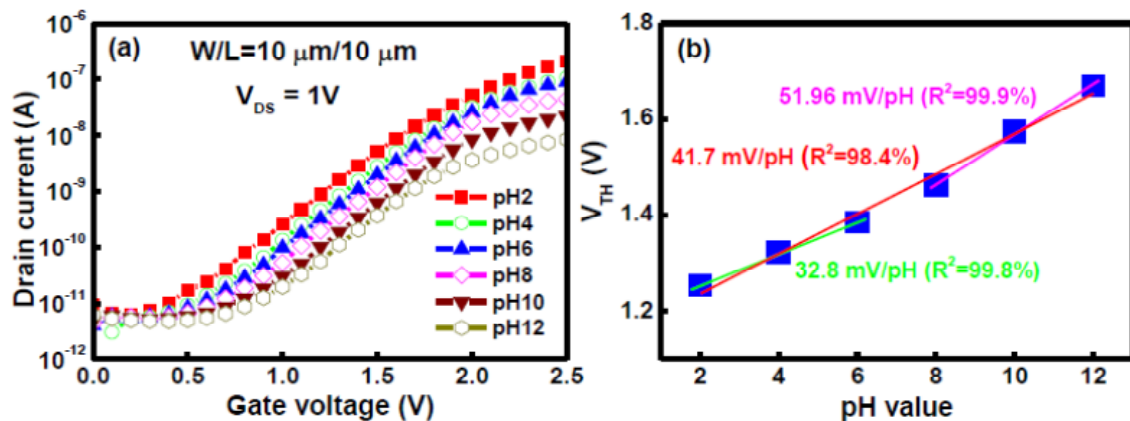 (a)
W/L=10 μm/10 μm
V_DS = 1V
Drain current (A)
10^-6
10^-7
10^-8
10^-9
10^-10
10^-11
10^-12
pH2
pH4
pH6
pH8
pH10
pH12
0.0 0.5 1.0 1.5 2.0 2.5
Gate voltage (V)
(b)
V_TH (V)
1.8
1.6
1.4
1.2
51.96 mV/pH (R²=99.9%)
41.7 mV/pH (R²=98.4%)
32.8 mV/pH (R²=99.8%)
2 4 6 8 10 12
pH value